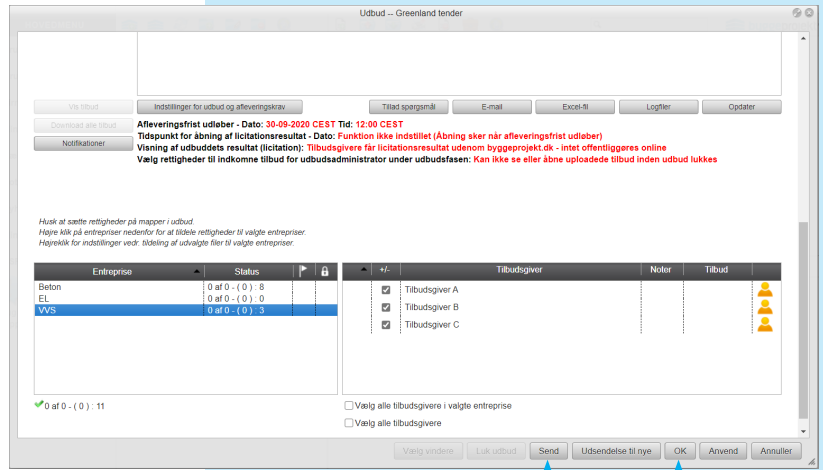 Udbud -- Greenland tender
Vis tilbud
Indstillinger for udbud og afleveringskrav
Tillad spørgsmål
E-mail
Excel-fil
Logfiler
Opdater
Download alle tilbud
Notifikationer
Afleveringsfrist udløber - Dato: 30-09-2020 CEST Tid: 12:00 CEST
Tidspunkt for åbning af licitationsresultat - Dato: Funktion ikke indstillet (Åbning sker når afleveringsfrist udløber)
Visning af udbuddets resultat (licitation): Tilbudsgivere får licitationsresultat udenom byggeprojekt.dk - intet offentliggøres online
Vælg rettigheder til indkomne tilbud for udbudsadministrator under udbudsfasen: Kan ikke se eller åbne uploadede tilbud inden udbud lukkes
Husk at sætte rettigheder på mapper i udbud.
Højre klik på entrepriser nedenfor for at tildele rettigheder til valgte entrepriser.
Højreklik for indstillinger vedr. tildeling af udvalgte filer til valgte entrepriser.
Entreprise Status
Beton 0 af 0 - ( 0 ) : 8
EL 0 af 0 - ( 0 ) : 0
VVS 0 af 0 - ( 0 ) : 3
+/- Tilbudsgiver Noter Tilbud
Tilbudsgiver A
Tilbudsgiver B
Tilbudsgiver C
0 af 0 - ( 0 ) : 11
Vælg alle tilbudsgivere i valgte entreprise
Vælg alle tilbudsgivere
Vælg vindere
Luk udbud
Send
Udsendelse til nye
OK
Anvend
Annuller